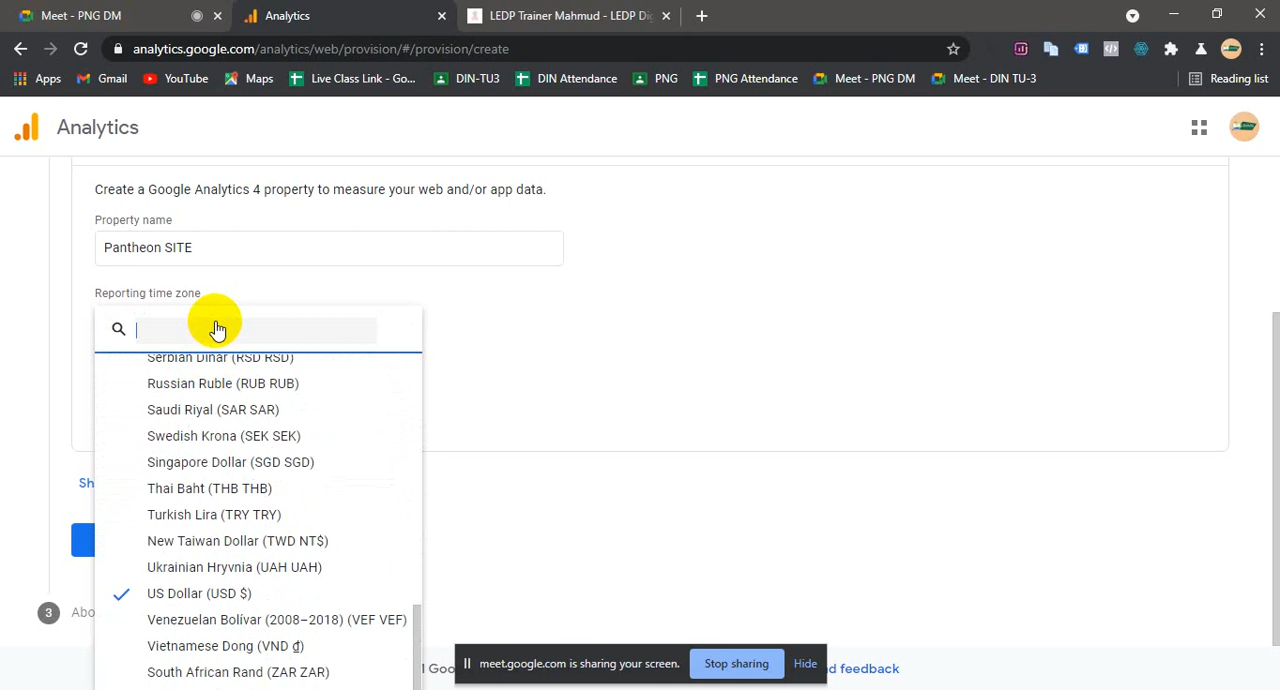 Meet - PNG DM
Analytics
LEDP Trainer Mahmud - LEDP Di
analytics.google.com/analytics/web/provision/#/provision/create
Apps
Gmail
YouTube
Maps
Live Class Link - Go...
DIN-TU3
DIN Attendance
PNG
PNG Attendance
Meet - PNG DM
Meet - DIN TU-3
Reading list
Analytics
Create a Google Analytics 4 property to measure your web and/or app data.
Property name
Pantheon SITE
Reporting time zone
Serbian Dinar (RSD RSD)
Russian Ruble (RUB RUB)
Saudi Riyal (SAR SAR)
Swedish Krona (SEK SEK)
Singapore Dollar (SGD SGD)
Sh
Thai Baht (THB THB)
Turkish Lira (TRY TRY)
New Taiwan Dollar (TWD NT$)
Ukrainian Hryvnia (UAH UAH)
US Dollar (USD $)
3 Abo
Venezuelan Bolívar (2008–2018) (VEF VEF)
Vietnamese Dong (VND ₫)
South African Rand (ZAR ZAR)
Goo
meet.google.com is sharing your screen.
Stop sharing
Hide
d feedback